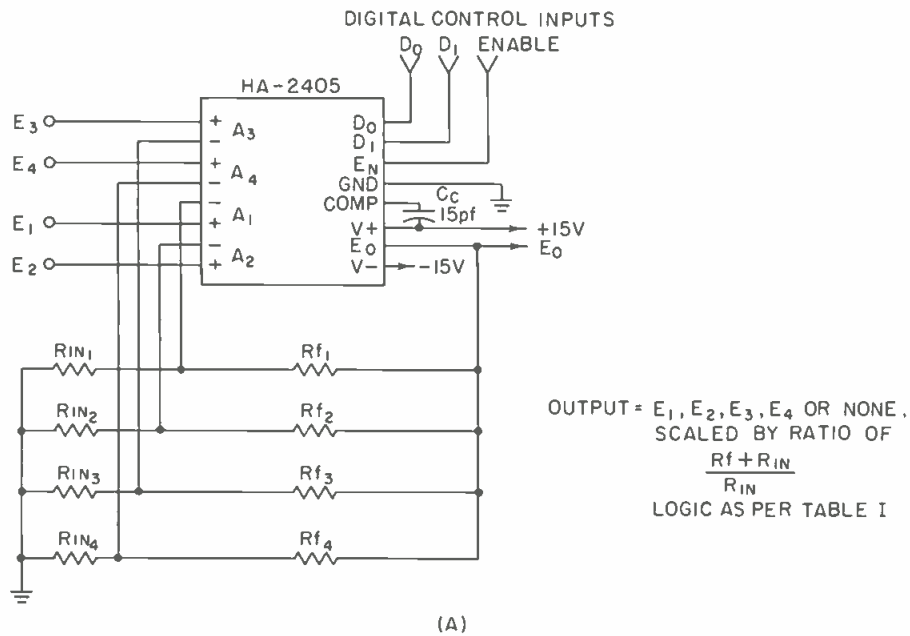 DIGITAL CONTROL INPUTS
D0 D1 ENABLE
HA-2405
E3 + A3 D0
- D1
E4 + A4 EN
- GND
- A1 COMP CC 15pf
E1 + V+ +15V
- A2 E0 E0
E2 + V- -15V
RIN1 Rf1
RIN2 Rf2
RIN3 Rf3
RIN4 Rf4
OUTPUT = E1, E2, E3, E4 OR NONE,
SCALED BY RATIO OF
Rf + RIN
RIN
LOGIC AS PER TABLE I
(A)